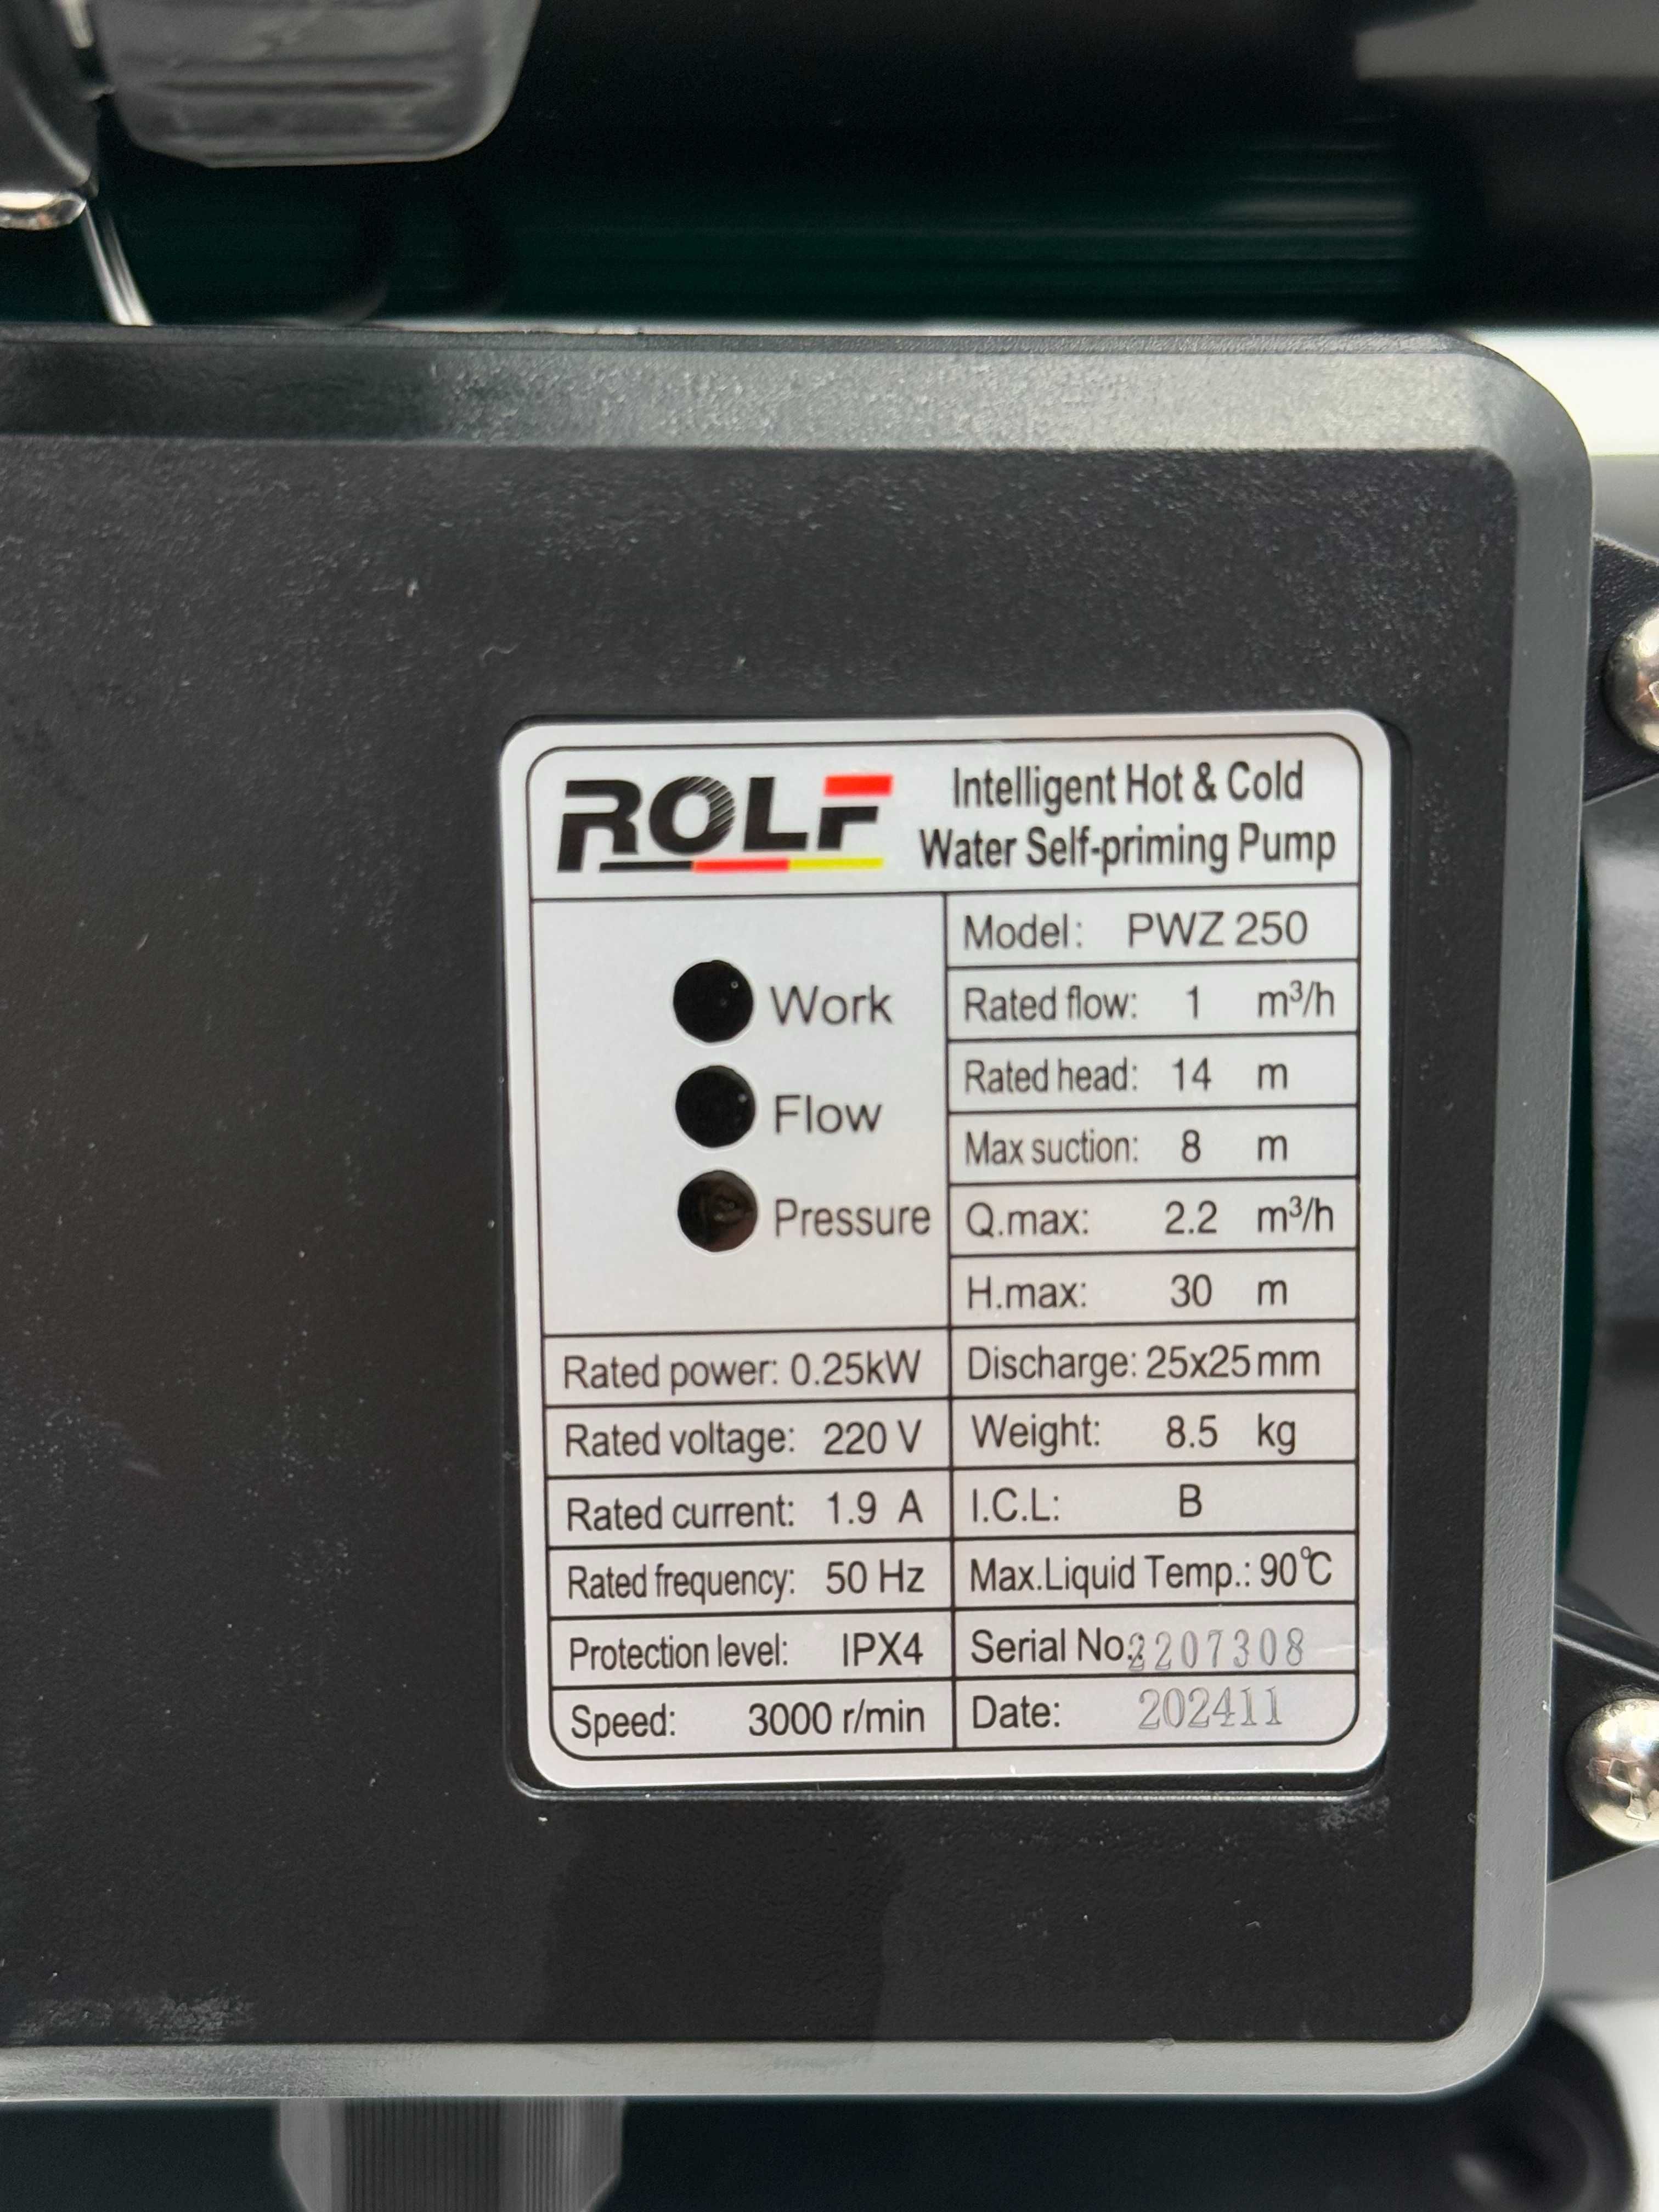 ROLF
Intelligent Hot & Cold
Water Self-priming Pump
Work
Flow
Pressure
Model: PWZ 250
Rated flow: 1 m³/h
Rated head: 14 m
Max suction: 8 m
Q.max: 2.2 m³/h
H.max: 30 m
Rated power: 0.25kW
Discharge: 25x25mm
Rated voltage: 220 V
Weight: 8.5 kg
Rated current: 1.9 A
I.C.L: B
Rated frequency: 50 Hz
Max.Liquid Temp.: 90℃
Protection level: IPX4
Serial No.: 2207308
Speed: 3000 r/min
Date: 202411